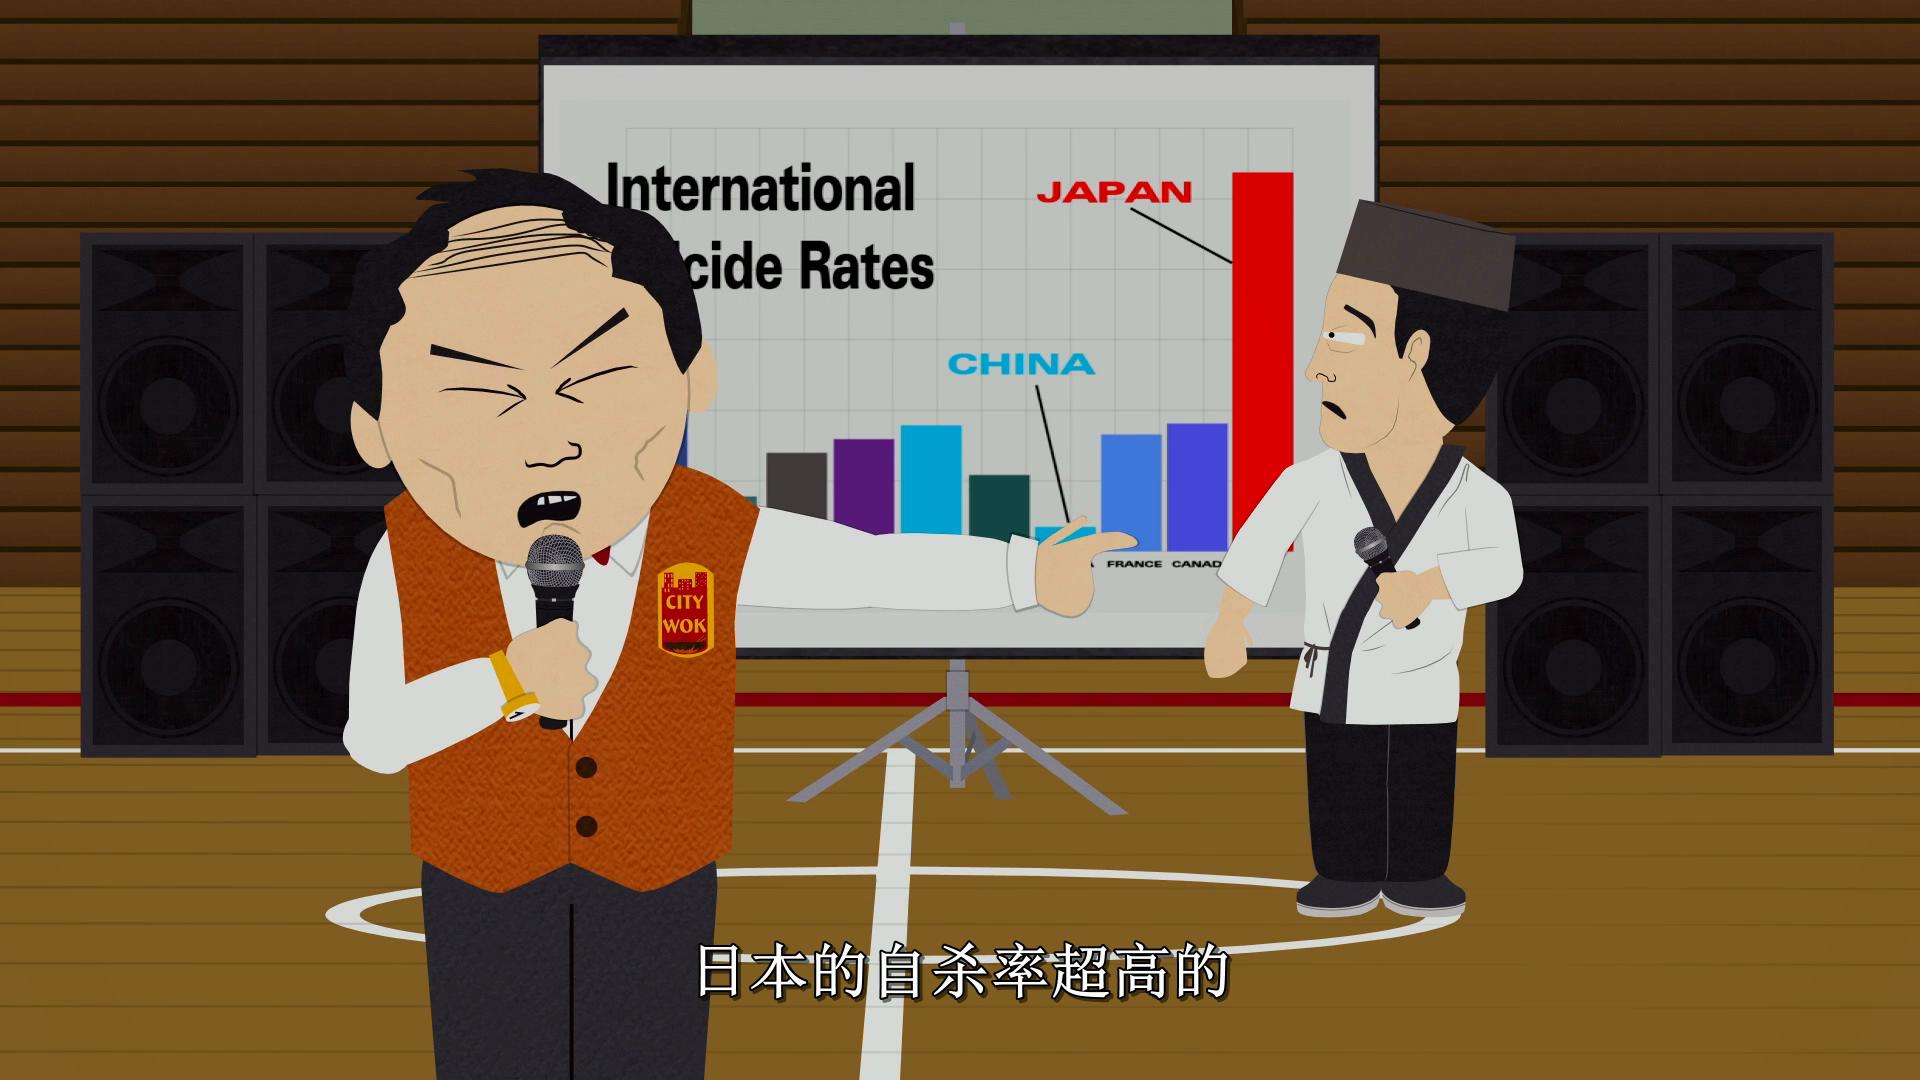 International
cide Rates
JAPAN
CHINA
FRANCE CANAD
CITY
WOK
日本的自杀率超高的